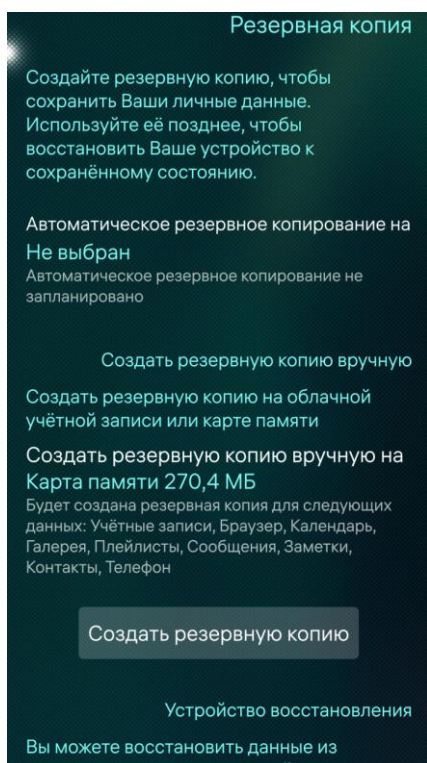 Резервная копия
Создайте резервную копию, чтобы
сохранить Ваши личные данные.
Используйте её позднее, чтобы
восстановить Ваше устройство к
сохранённому состоянию.
Автоматическое резервное копирование на
Не выбран
Автоматическое резервное копирование не
запланировано
Создать резервную копию вручную
Создать резервную копию на облачной
учётной записи или карте памяти
Создать резервную копию вручную на
Карта памяти 270,4 МБ
Будет создана резервная копия для следующих
данных: Учётные записи, Браузер, Календарь,
Галерея, Плейлисты, Сообщения, Заметки,
Контакты, Телефон
Создать резервную копию
Устройство восстановления
Вы можете восстановить данные из